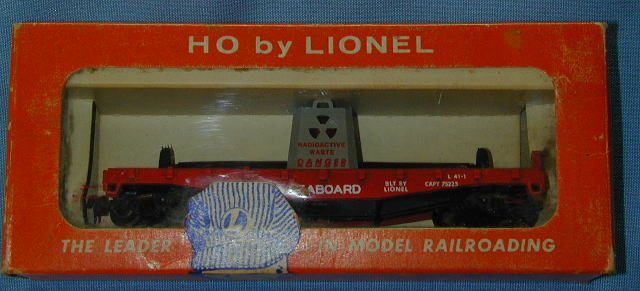 HO by LIONEL
RADIOACTIVE
WASTE
DANGER
ABOARD
BLT BY
LIONEL
L 41-1
CAPY 75225
THE LEADER IN MODEL RAILROADING